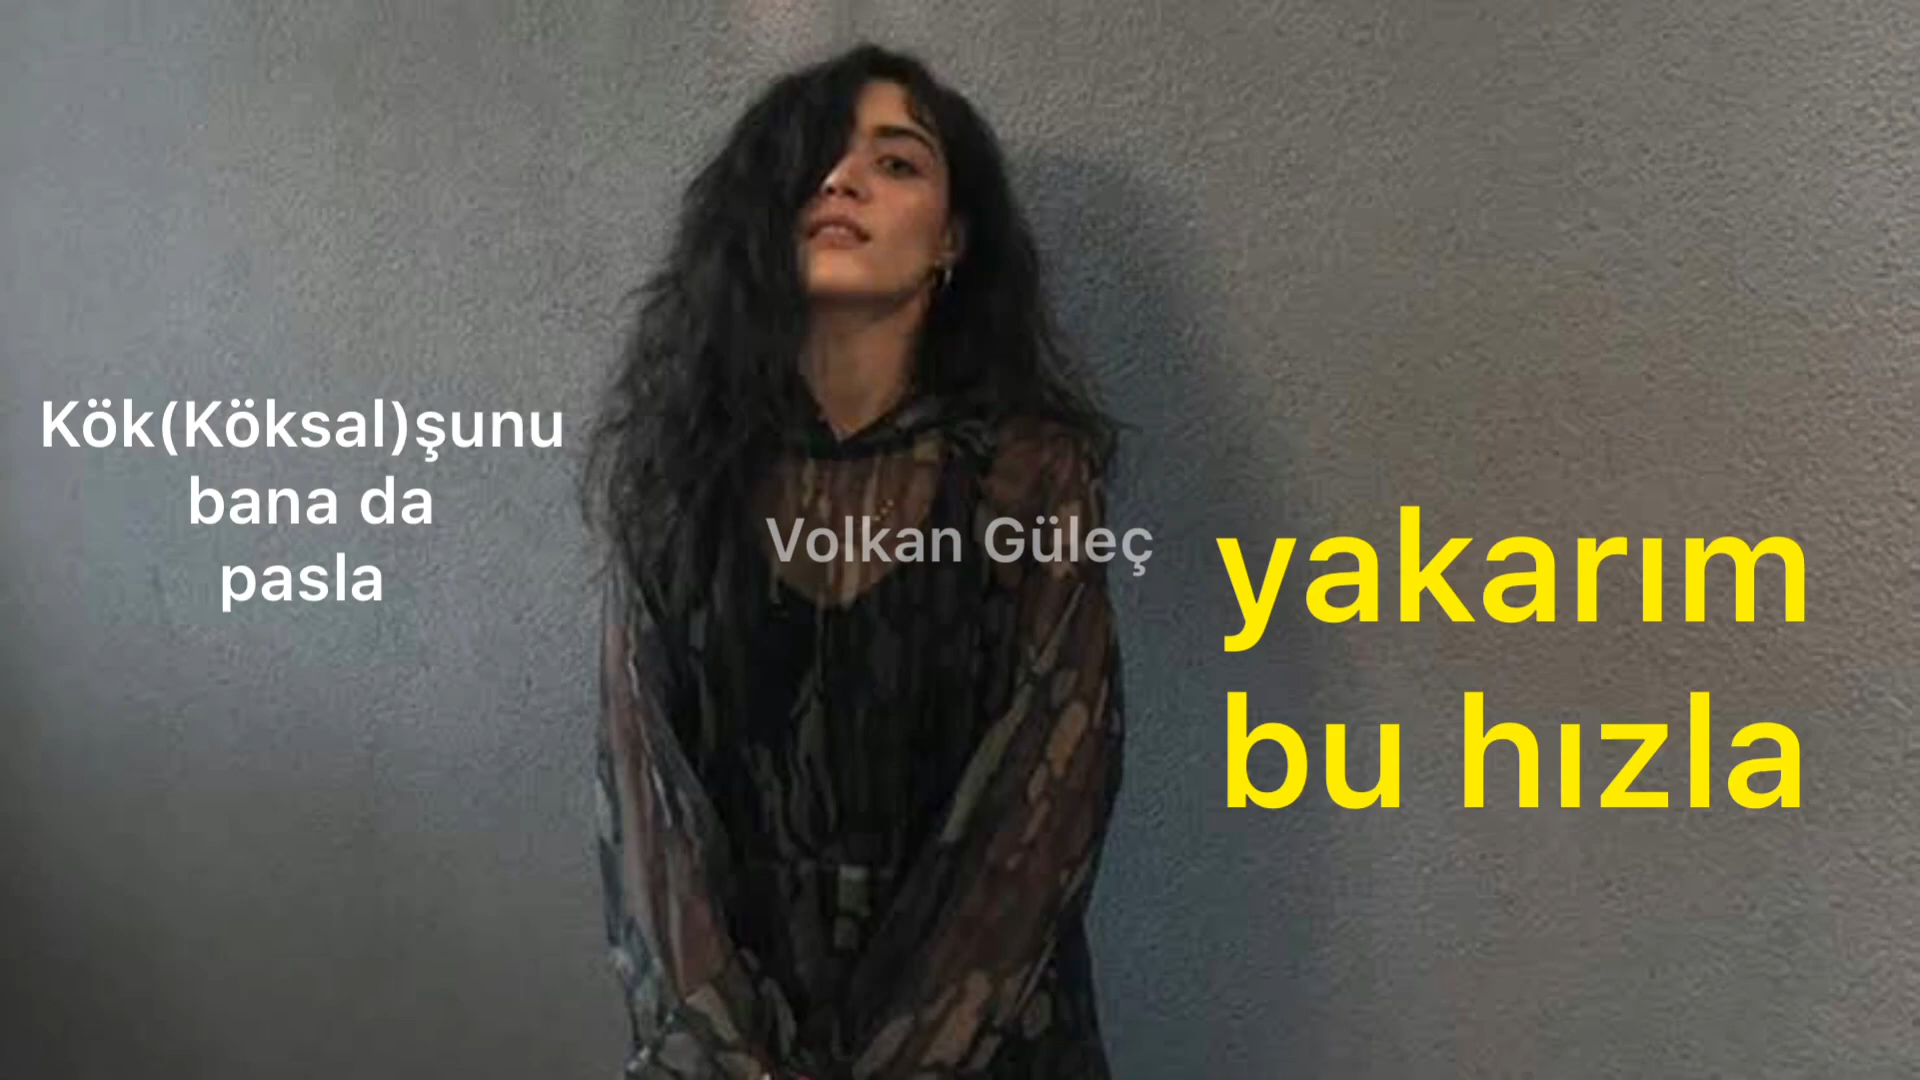 Kök(Köksal)şunu
bana da
pasla
Volkan Güleç
yakarım
bu hızla